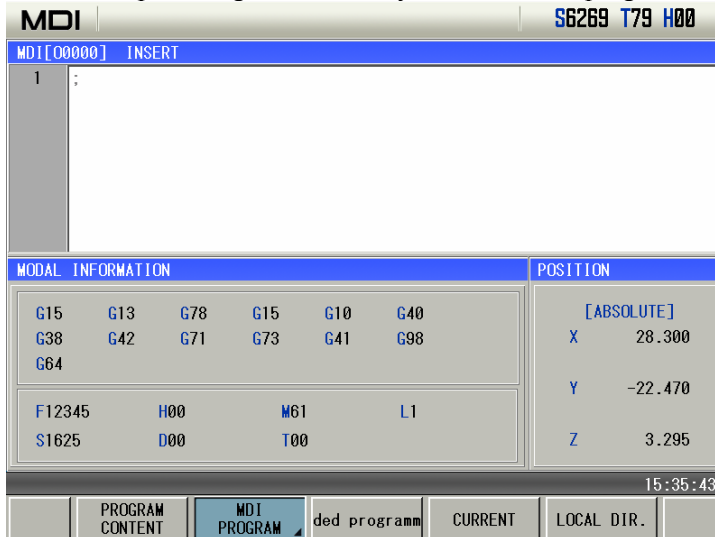 MDI S6269 T79 H00
MDI[O0000] INSERT
1 ;
MODAL INFORMATION
G15 G13 G78 G15 G10 G40
G38 G42 G71 G73 G41 G98
G64
F12345 H00 M61 L1
S1625 D00 T00
POSITION
[ABSOLUTE]
X 28.300
Y -22.470
Z 3.295
15:35:43
PROGRAM CONTENT
MDI PROGRAM
ded programm
CURRENT
LOCAL DIR.